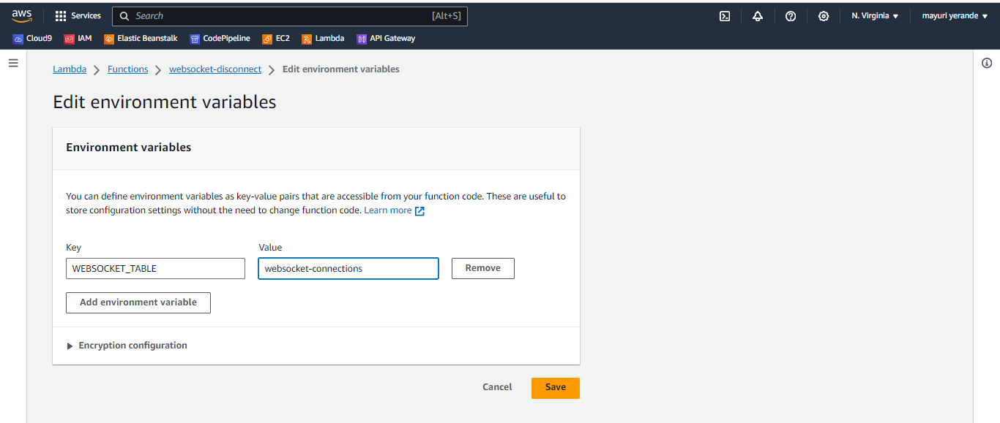 aws Services Search [Alt+S] N. Virginia mayuri yerande
Cloud9 IAM Elastic Beanstalk CodePipeline EC2 Lambda API Gateway
Lambda Functions websocket-disconnect Edit environment variables
Edit environment variables
Environment variables
You can define environment variables as key-value pairs that are accessible from your function code. These are useful to
store configuration settings without the need to change function code. Learn more
Key Value
WEBSOCKET_TABLE websocket-connections Remove
Add environment variable
Encryption configuration
Cancel Save